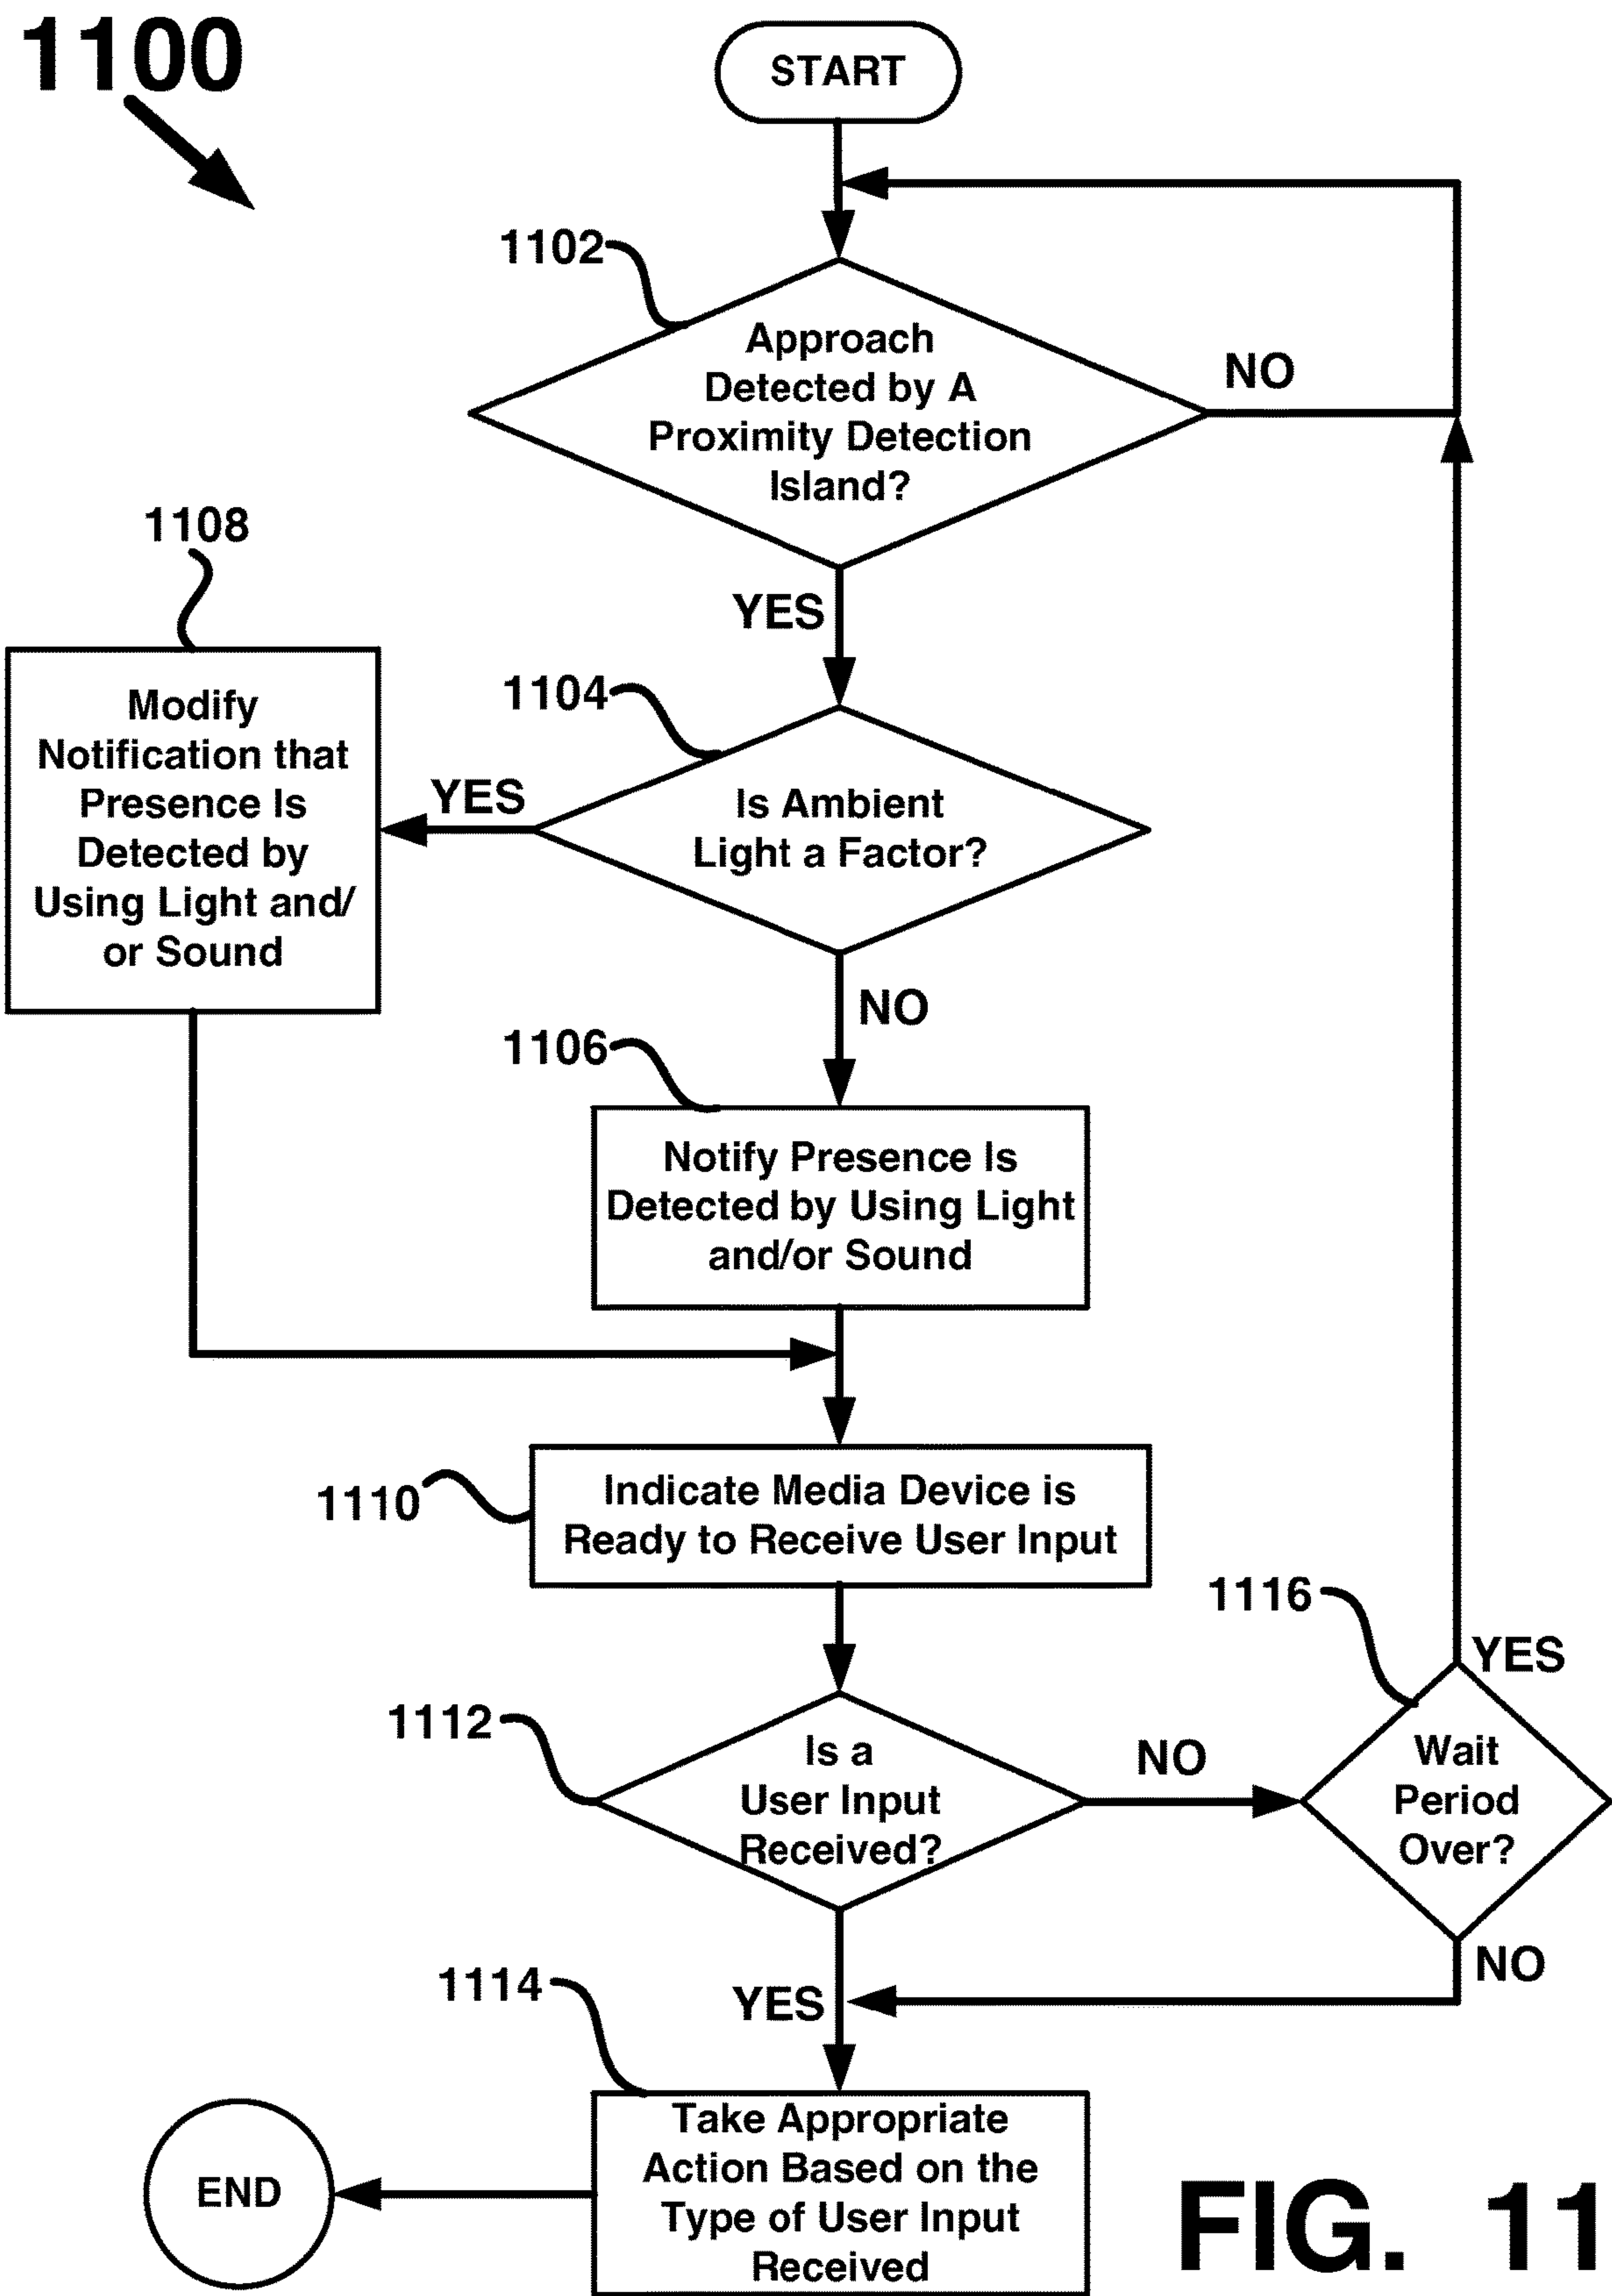 1100
START
1102
Approach
Detected by A
Proximity Detection
Island?
NO
YES
1108
Modify
Notification that
Presence Is
Detected by
Using Light and/
or Sound
1104
YES
Is Ambient
Light a Factor?
NO
1106
Notify Presence Is
Detected by Using Light
and/or Sound
1110
Indicate Media Device is
Ready to Receive User Input
1116
YES
1112
Is a
User Input
Received?
NO
Wait
Period
Over?
NO
1114
YES
Take Appropriate
Action Based on the
Type of User Input
Received
END
FIG. 11